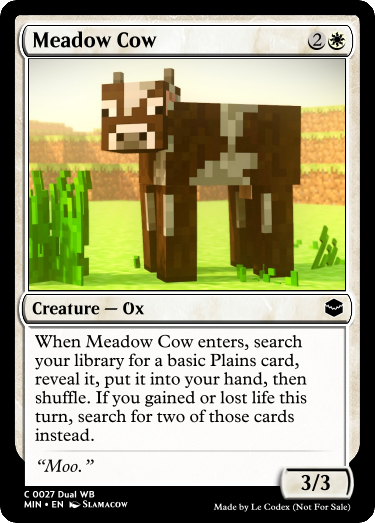 Meadow Cow 2
Creature — Ox
When Meadow Cow enters, search
your library for a basic Plains card,
reveal it, put it into your hand, then
shuffle. If you gained or lost life this
turn, search for two of those cards
instead.
“Moo.”
3/3
C 0027 Dual WB
MIN • EN SLAMACOW
Made by Le Codex (Not For Sale)